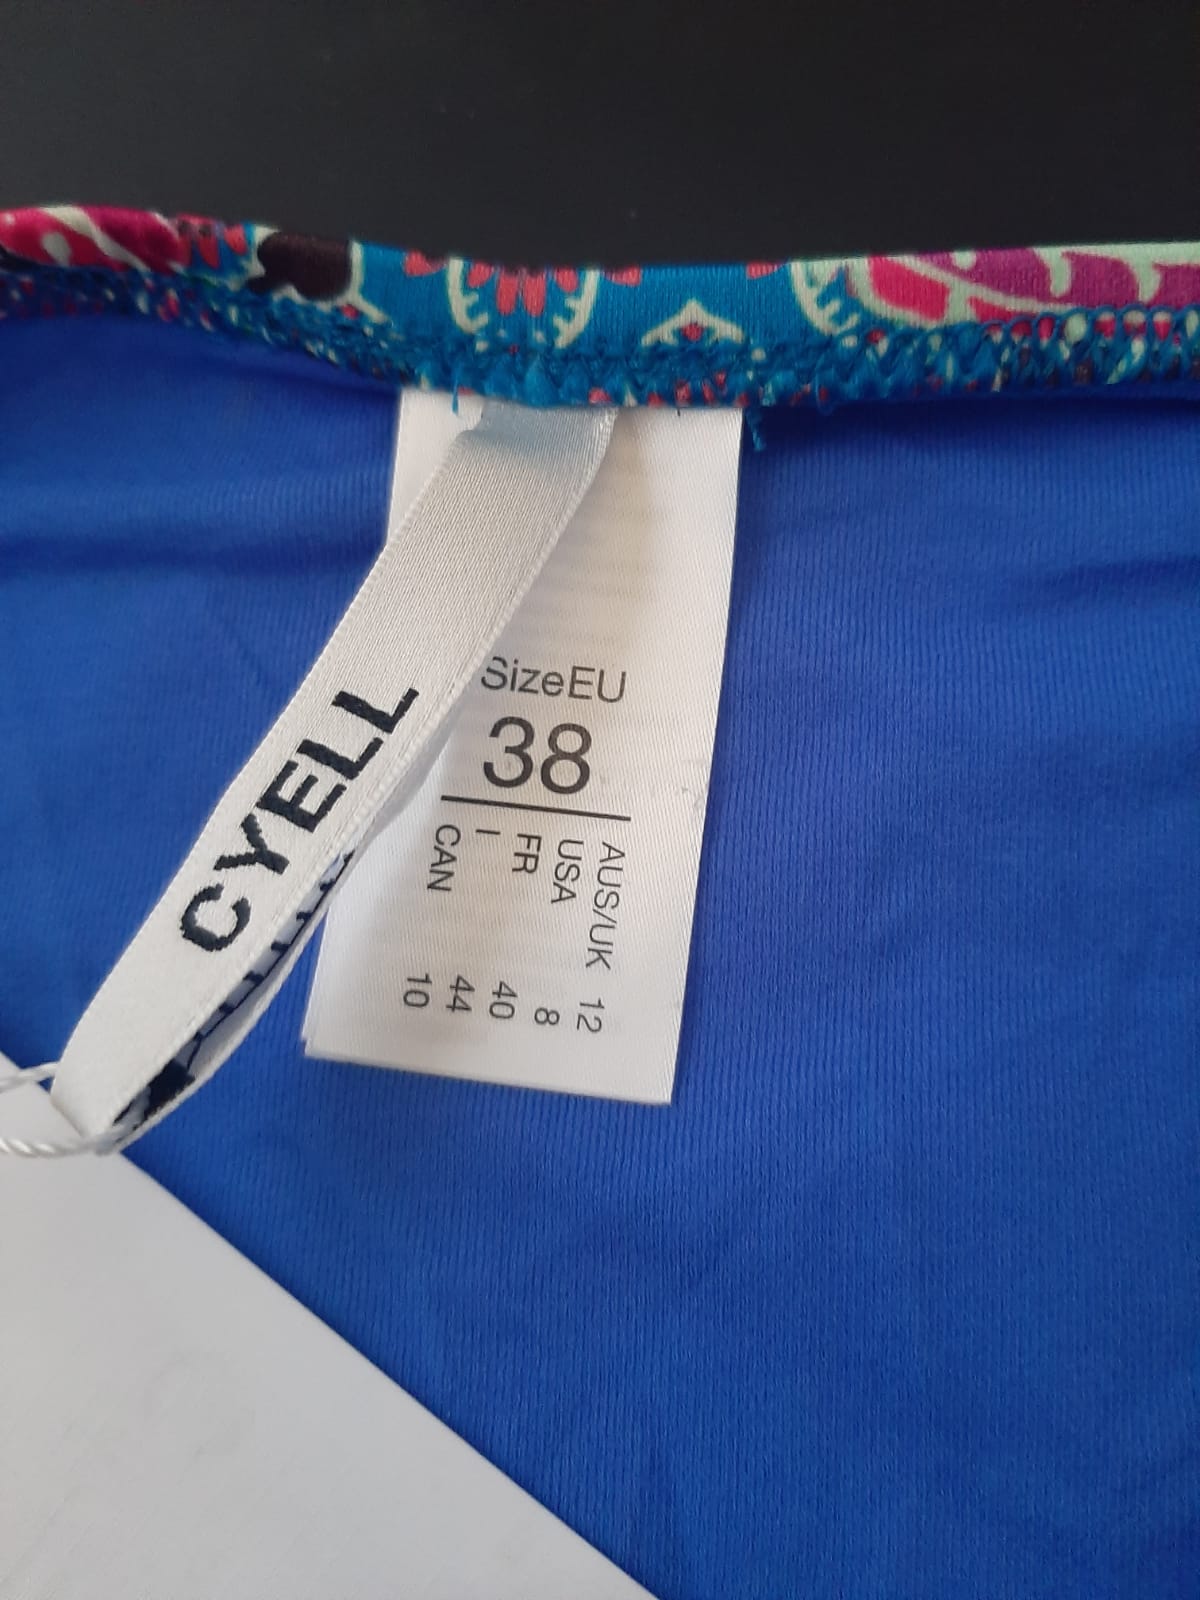 CYELL
SizeEU
38
AUS/UK 12
USA 8
FR 40
I 44
CAN 10